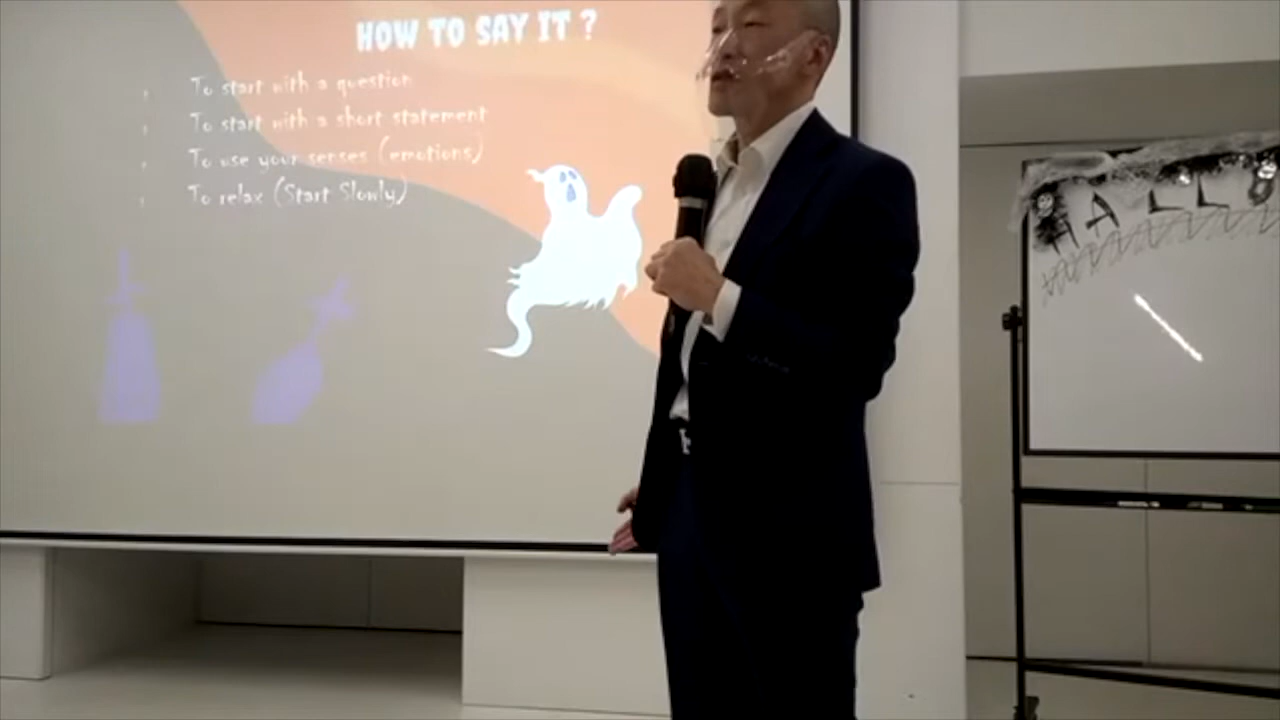 HOW TO SAY IT ?
To start with a question
To start with a short statement
To use your senses (emotions)
To relax (Start Slowly)
HALLO